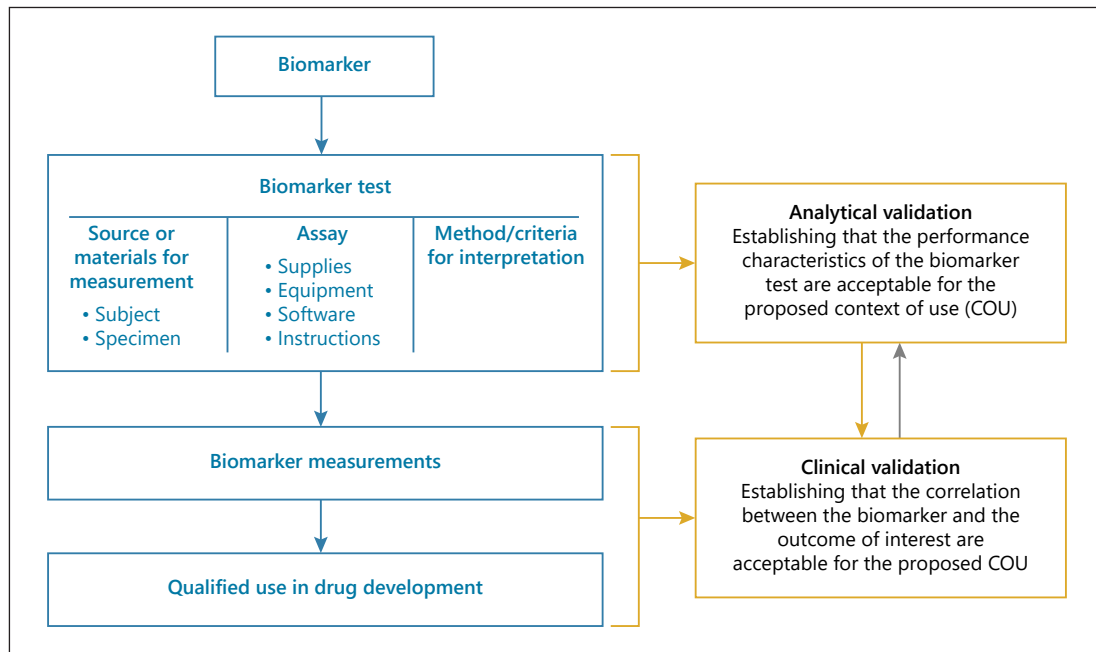 Biomarker
Biomarker test
Source or
materials for
measurement
• Subject
• Specimen
Assay
• Supplies
• Equipment
• Software
• Instructions
Method/criteria
for interpretation
Analytical validation
Establishing that the performance
characteristics of the biomarker
test are acceptable for the
proposed context of use (COU)
Biomarker measurements
Clinical validation
Establishing that the correlation
between the biomarker and the
outcome of interest are
acceptable for the proposed COU
Qualified use in drug development